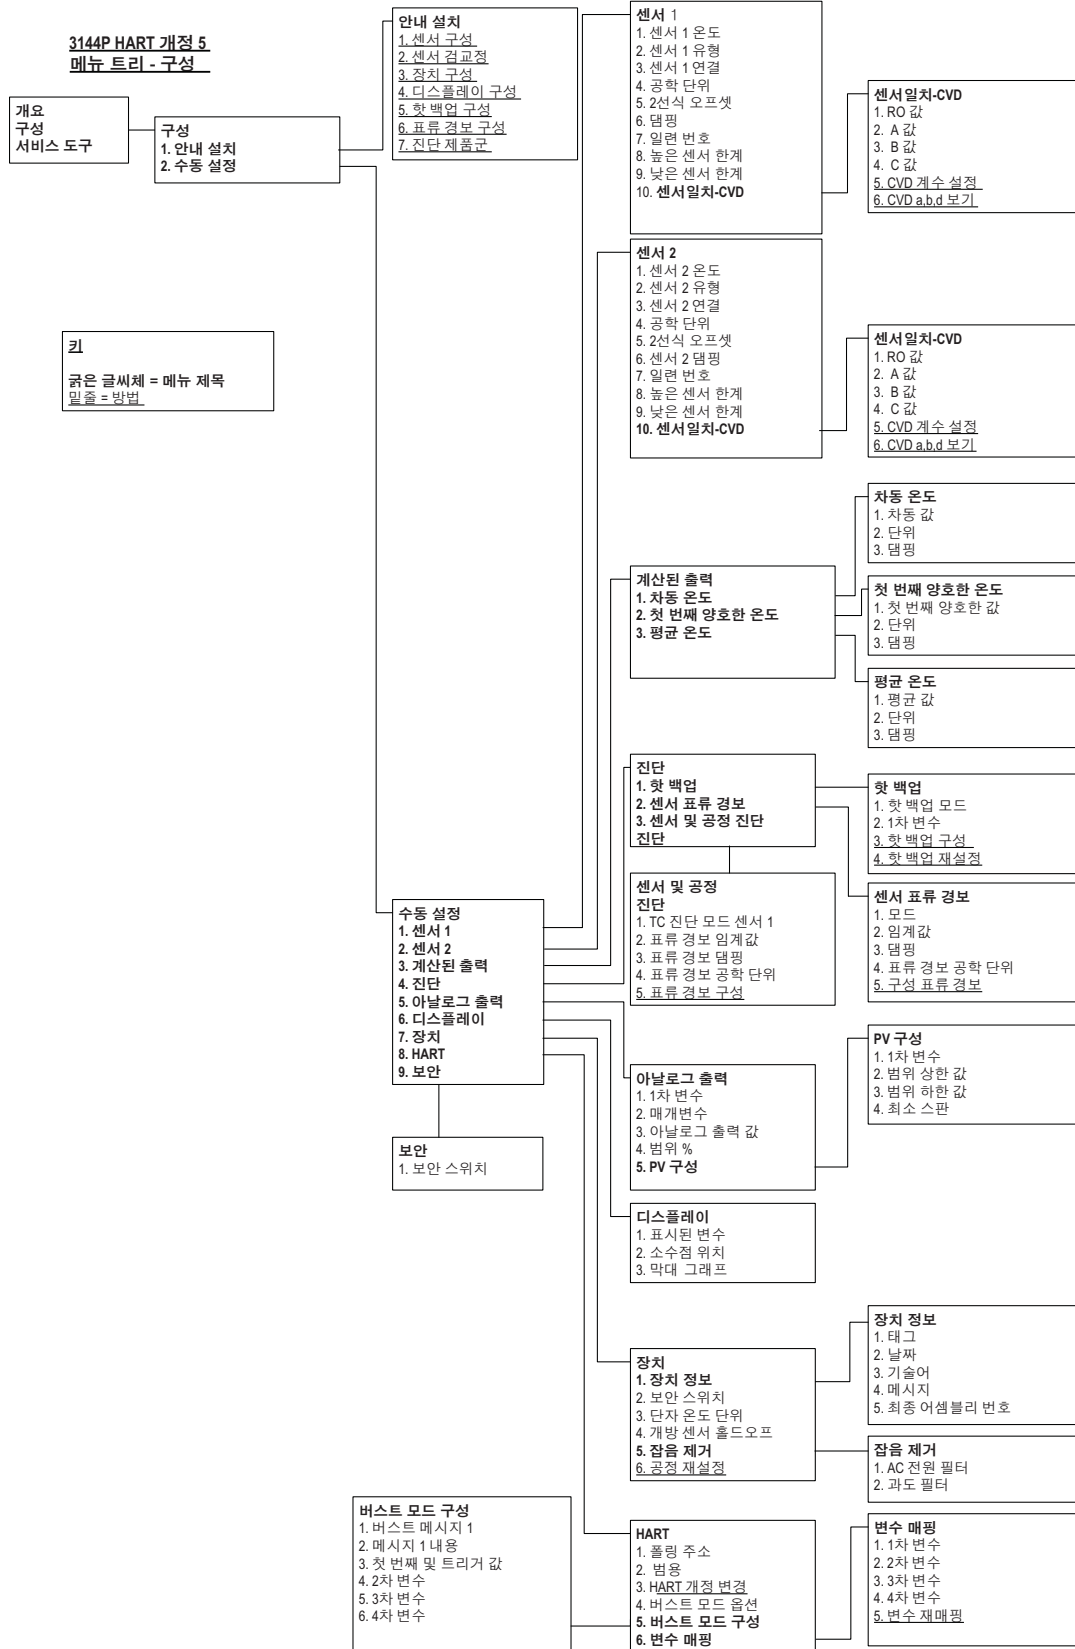 3144P HART 개정 5
메뉴 트리 - 구성
개요
구성
서비스 도구
구성
1. 안내 설치
2. 수동 설정
키
굵은 글씨체 = 메뉴 제목
밑줄 = 방법
안내 설치
1. 센서 구성
2. 센서 검교정
3. 장치 구성
4. 디스플레이 구성
5. 핫 백업 구성
6. 표류 경보 구성
7. 진단 제품군
수동 설정
1. 센서 1
2. 센서 2
3. 계산된 출력
4. 진단
5. 아날로그 출력
6. 디스플레이
7. 장치
8. HART
9. 보안
보안
1. 보안 스위치
버스트 모드 구성
1. 버스트 메시지 1
2. 메시지 1 내용
3. 첫 번째 및 트리거 값
4. 2차 변수
5. 3차 변수
6. 4차 변수
센서 1
1. 센서 1 온도
2. 센서 1 유형
3. 센서 1 연결
4. 공학 단위
5. 2선식 오프셋
6. 댐핑
7. 일련 번호
8. 높은 센서 한계
9. 낮은 센서 한계
10. 센서일치-CVD
센서 2
1. 센서 2 온도
2. 센서 2 유형
3. 센서 2 연결
4. 공학 단위
5. 2선식 오프셋
6. 센서 2 댐핑
7. 일련 번호
8. 높은 센서 한계
9. 낮은 센서 한계
10. 센서일치-CVD
계산된 출력
1. 차동 온도
2. 첫 번째 양호한 온도
3. 평균 온도
진단
1. 핫 백업
2. 센서 표류 경보
3. 센서 및 공정 진단
진단
센서 및 공정
진단
1. TC 진단 모드 센서 1
2. 표류 경보 임계값
3. 표류 경보 댐핑
4. 표류 경보 공학 단위
5. 표류 경보 구성
아날로그 출력
1. 1차 변수
2. 매개변수
3. 아날로그 출력 값
4. 범위 %
5. PV 구성
디스플레이
1. 표시된 변수
2. 소수점 위치
3. 막대 그래프
장치
1. 장치 정보
2. 보안 스위치
3. 단자 온도 단위
4. 개방 센서 홀드오프
5. 잡음 제거
6. 공정 재설정
HART
1. 폴링 주소
2. 범용
3. HART 개정 변경
4. 버스트 모드 옵션
5. 버스트 모드 구성
6. 변수 매핑
센서일치-CVD
1. RO 값
2. A 값
3. B 값
4. C 값
5. CVD 계수 설정
6. CVD a,b,d 보기
센서일치-CVD
1. RO 값
2. A 값
3. B 값
4. C 값
5. CVD 계수 설정
6. CVD a,b,d 보기
차동 온도
1. 차동 값
2. 단위
3. 댐핑
첫 번째 양호한 온도
1. 첫 번째 양호한 값
2. 단위
3. 댐핑
평균 온도
1. 평균 값
2. 단위
3. 댐핑
핫 백업
1. 핫 백업 모드
2. 1차 변수
3. 핫 백업 구성
4. 핫 백업 재설정
센서 표류 경보
1. 모드
2. 임계값
3. 댐핑
4. 표류 경보 공학 단위
5. 구성 표류 경보
PV 구성
1. 1차 변수
2. 범위 상한 값
3. 범위 하한 값
4. 최소 스판
장치 정보
1. 태그
2. 날짜
3. 기술어
4. 메시지
5. 최종 어셈블리 번호
잡음 제거
1. AC 전원 필터
2. 과도 필터
변수 매핑
1. 1차 변수
2. 2차 변수
3. 3차 변수
4. 4차 변수
5. 변수 재매핑